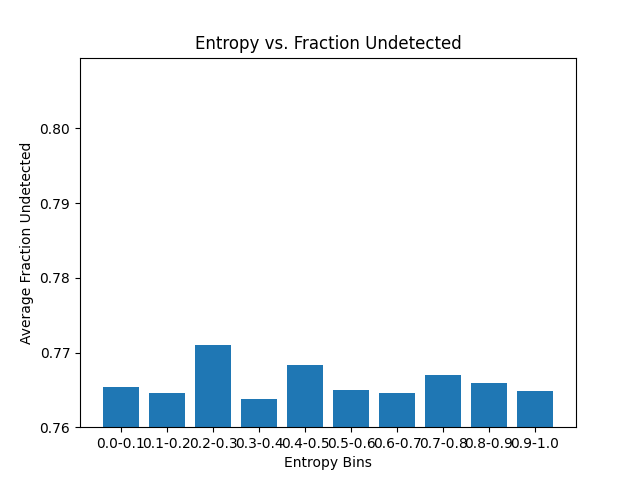 Entropy vs. Fraction Undetected
Average Fraction Undetected
0.80
0.79
0.78
0.77
0.76
0.0-0.1 0.1-0.2 0.2-0.3 0.3-0.4 0.4-0.5 0.5-0.6 0.6-0.7 0.7-0.8 0.8-0.9 0.9-1.0
Entropy Bins